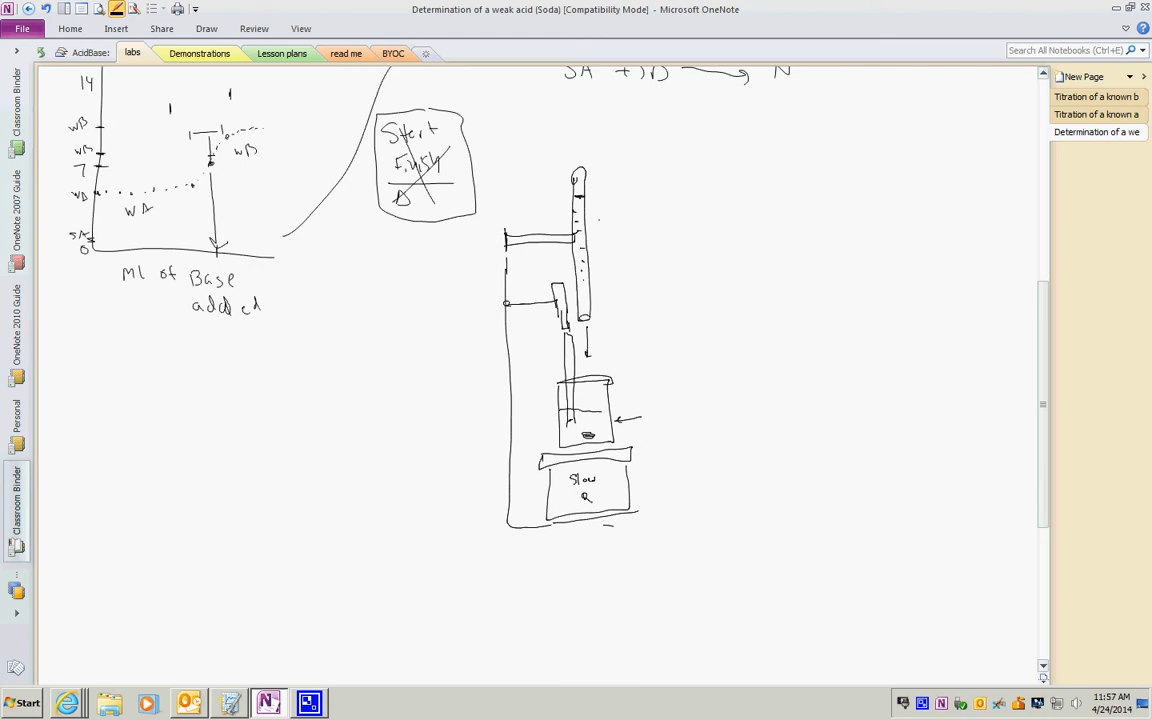 Determination of a weak acid (Soda) [Compatibility Mode] - Microsoft OneNote
File Home Insert Share Draw Review View
AcidBase: labs Demonstrations Lesson plans read me BYOC
Search All Notebooks (Ctrl+E)
New Page
Titration of a known b
Titration of a known a
Determination of a we
Classroom Binder
OneNote 2007 Guide
OneNote 2010 Guide
Personal
Classroom Binder
SA + SB → N
14
WB
WB
7
WA
SA
0
WA
WB
Ml of Base
added
Start
Finish
Slow
Start
11:57 AM
4/24/2014